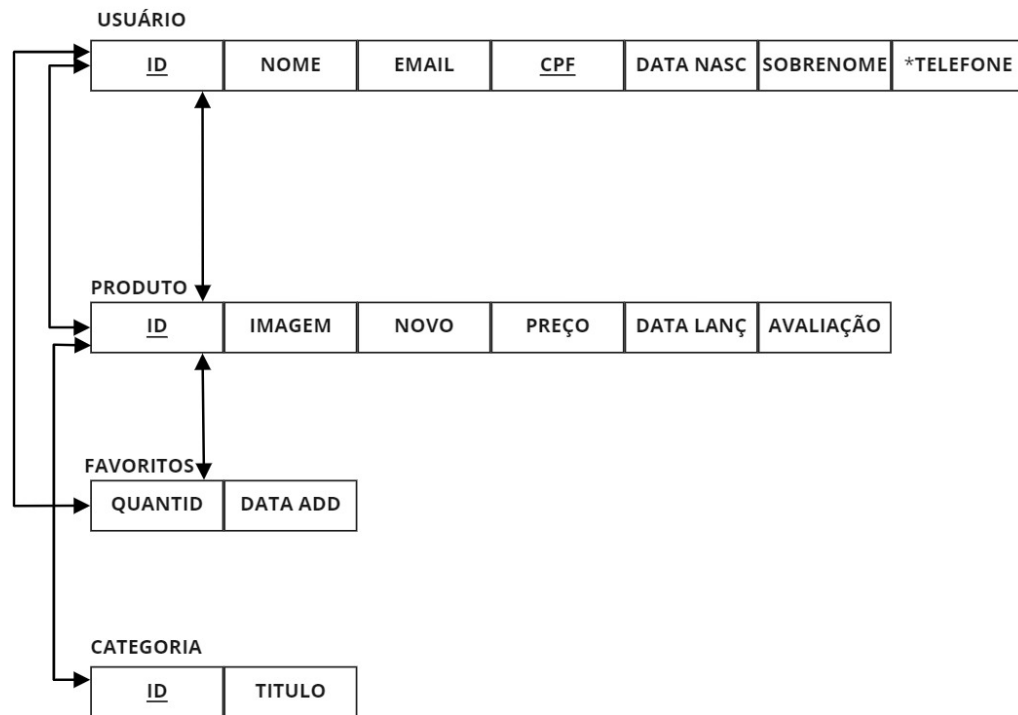 USUÁRIO
ID NOME EMAIL CPF DATA NASC SOBRENOME *TELEFONE
PRODUTO
ID IMAGEM NOVO PREÇO DATA LANÇ AVALIAÇÃO
FAVORITOS
QUANTID DATA ADD
CATEGORIA
ID TITULO